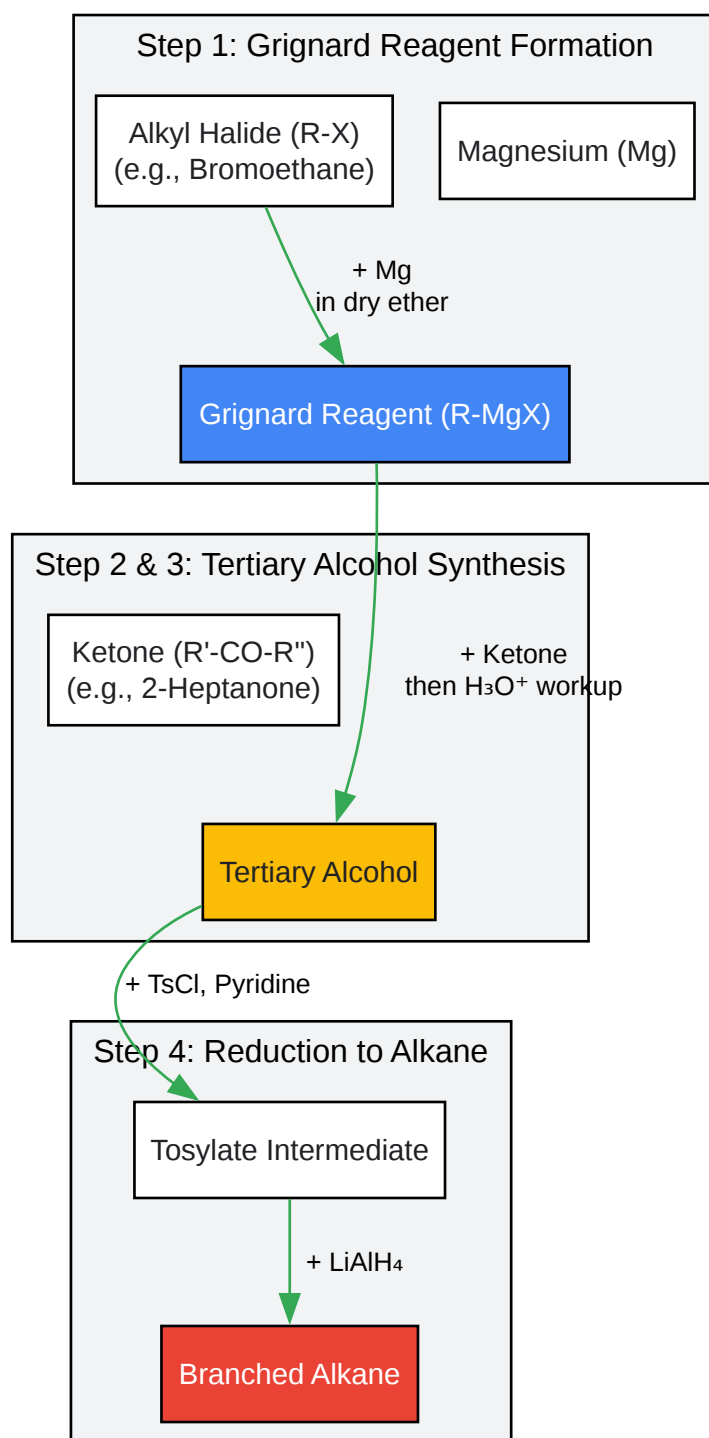 Step 1: Grignard Reagent Formation
Alkyl Halide (R-X)
(e.g., Bromoethane)
Magnesium (Mg)
+ Mg
in dry ether
Grignard Reagent (R-MgX)
Step 2 & 3: Tertiary Alcohol Synthesis
Ketone (R'-CO-R")
(e.g., 2-Heptanone)
+ Ketone
then H₃O⁺ workup
Tertiary Alcohol
+ TsCl, Pyridine
Step 4: Reduction to Alkane
Tosylate Intermediate
+ LiAlH₄
Branched Alkane